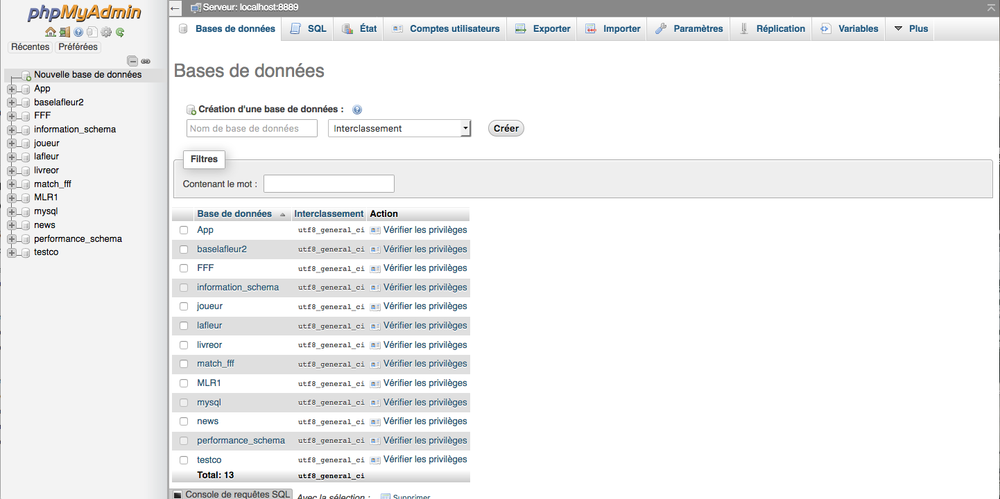 phpMyAdmin
Récentes Préférées
Nouvelle base de données
App
baselafleur2
FFF
information_schema
joueur
lafleur
livreor
match_fff
MLR1
mysql
news
performance_schema
testco
Serveur: localhost:8889
Bases de données SQL État Comptes utilisateurs Exporter Importer Paramètres Réplication Variables Plus
Bases de données
Création d'une base de données :
Nom de base de données Interclassement Créer
Filtres
Contenant le mot :
Base de données Interclassement Action
App utf8_general_ci Vérifier les privilèges
baselafleur2 utf8_general_ci Vérifier les privilèges
FFF utf8_general_ci Vérifier les privilèges
information_schema utf8_general_ci Vérifier les privilèges
joueur utf8_general_ci Vérifier les privilèges
lafleur utf8_general_ci Vérifier les privilèges
livreor utf8_general_ci Vérifier les privilèges
match_fff utf8_general_ci Vérifier les privilèges
MLR1 utf8_general_ci Vérifier les privilèges
mysql utf8_general_ci Vérifier les privilèges
news utf8_general_ci Vérifier les privilèges
performance_schema utf8_general_ci Vérifier les privilèges
testco utf8_general_ci Vérifier les privilèges
Total: 13 utf8_general_ci
Console de requêtes SQL Avec la sélection : Supprimer